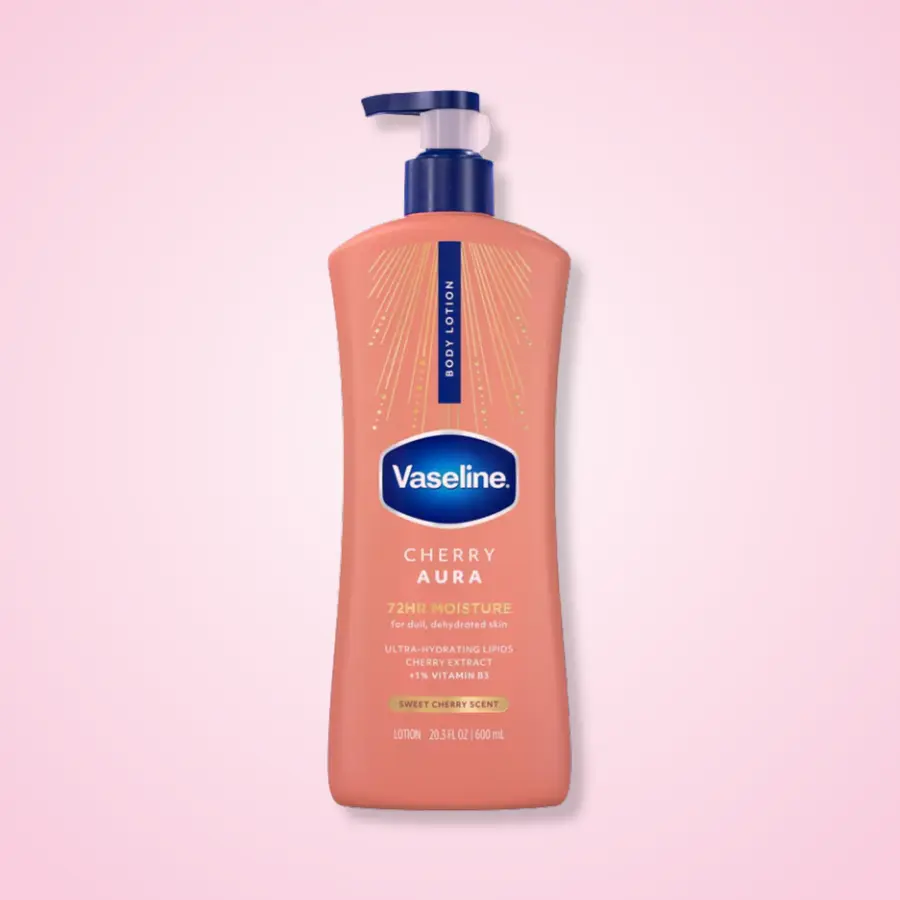 BODY LOTION
Vaseline.
CHERRY
AURA
72HR MOISTURE
for dull, dehydrated skin
ULTRA-HYDRATING LIPIDS
CHERRY EXTRACT
+1% VITAMIN B3
SWEET CHERRY SCENT
LOTION 20.3 FL OZ | 600 mL